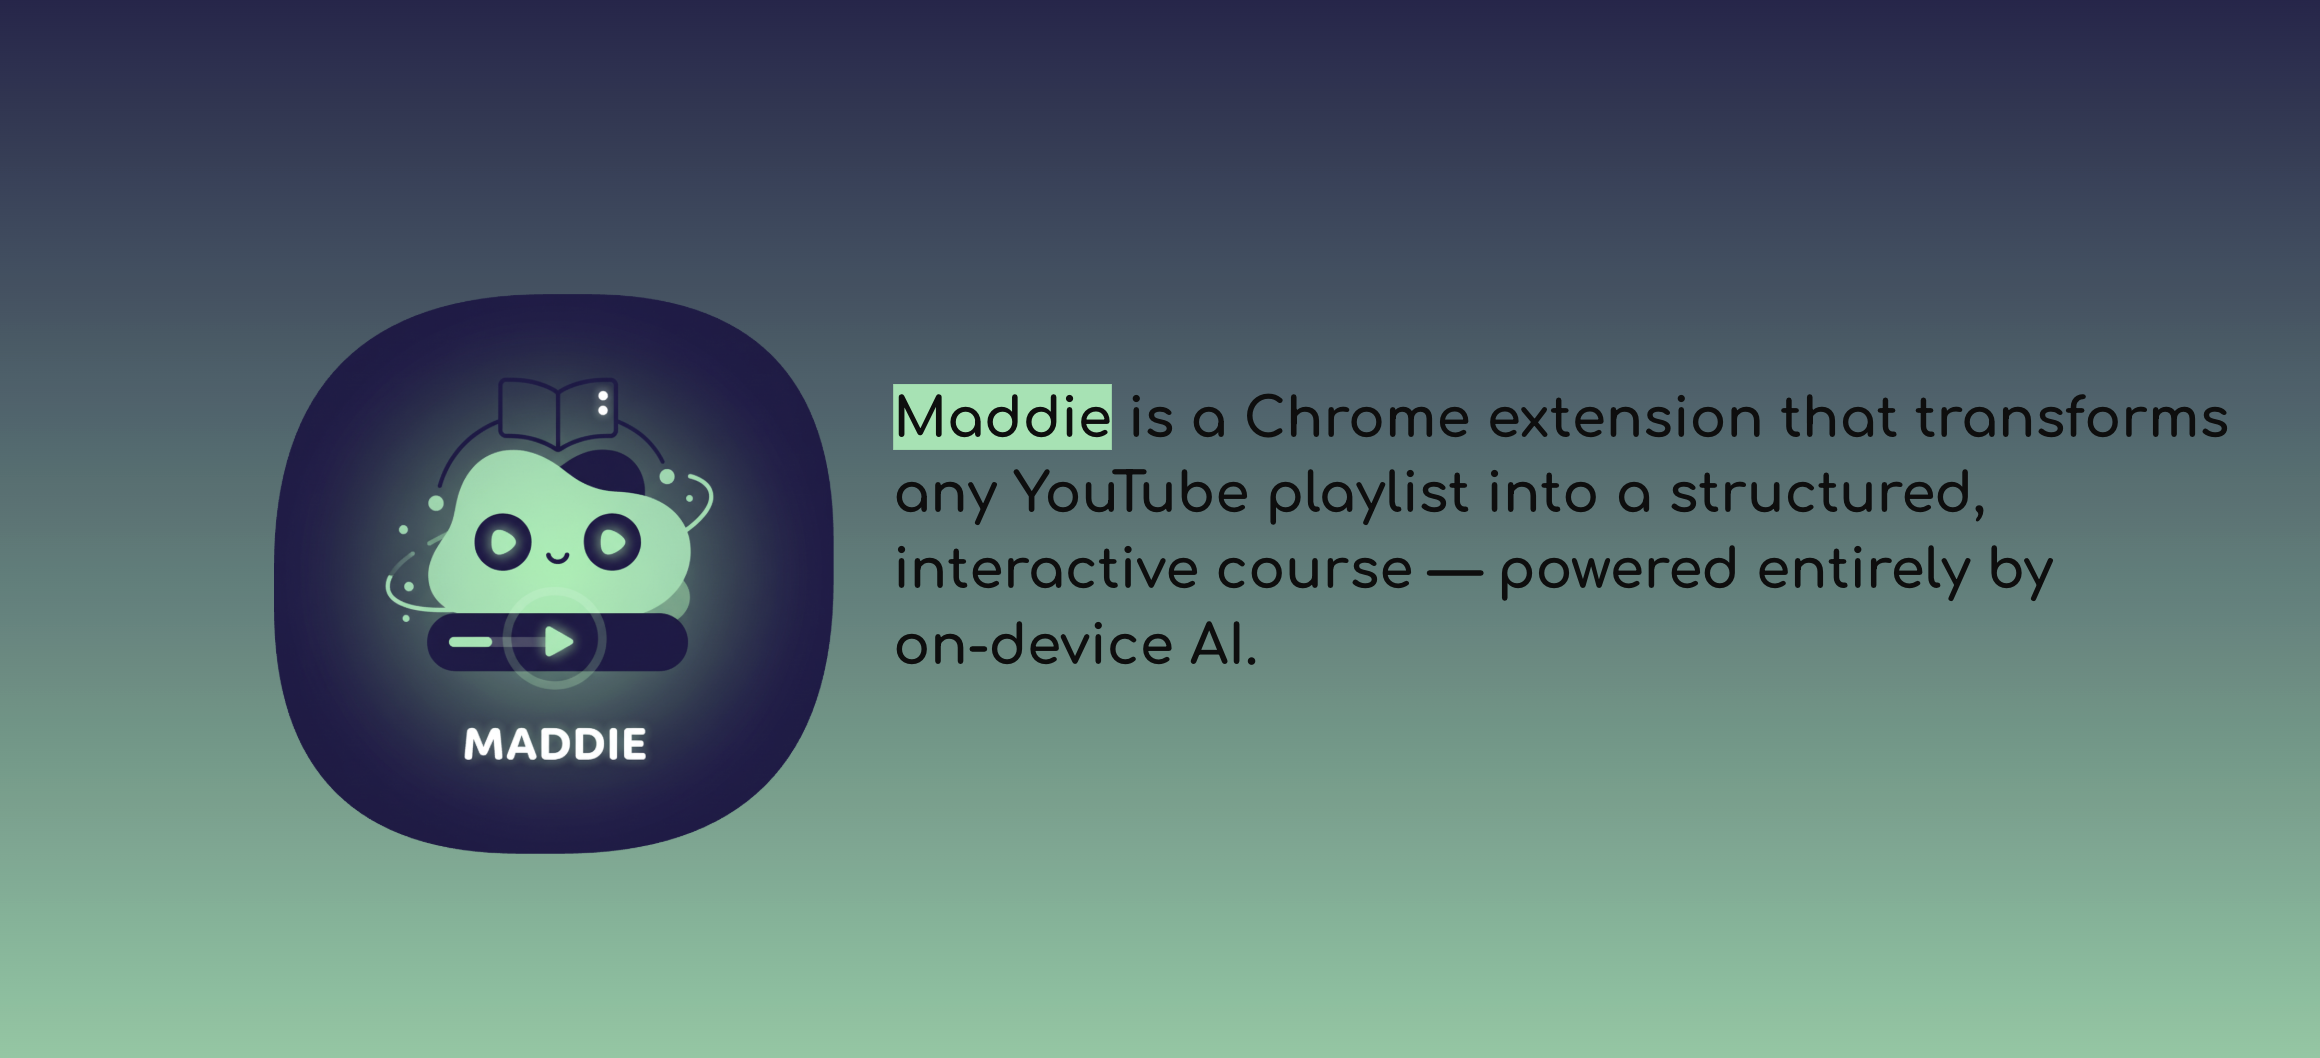 MADDIE
Maddie is a Chrome extension that transforms
any YouTube playlist into a structured,
interactive course — powered entirely by
on-device AI.